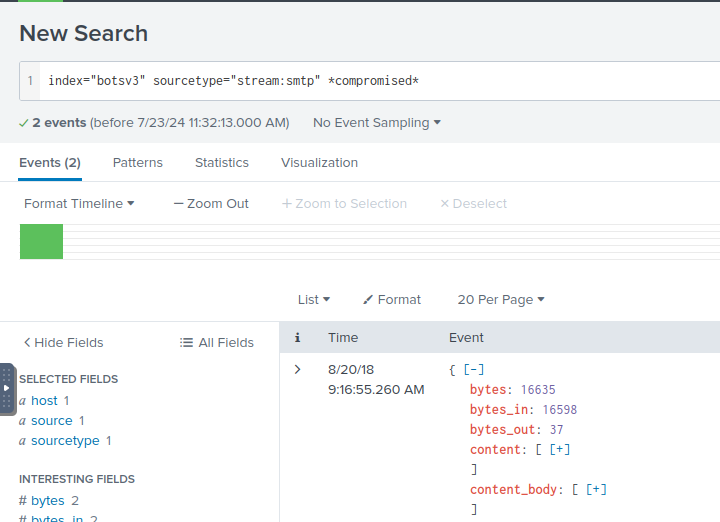 New Search
1 index="botsv3" sourcetype="stream:smtp" *compromised*
2 events (before 7/23/24 11:32:13.000 AM) No Event Sampling
Events (2) Patterns Statistics Visualization
Format Timeline − Zoom Out + Zoom to Selection × Deselect
List Format 20 Per Page
< Hide Fields All Fields
i Time Event
SELECTED FIELDS
a host 1
a source 1
a sourcetype 1
INTERESTING FIELDS
# bytes 2
# bytes_in 2
> 8/20/18 { [-]
9:16:55.260 AM bytes: 16635
bytes_in: 16598
bytes_out: 37
content: [ [+]
]
content_body: [ [+]
]